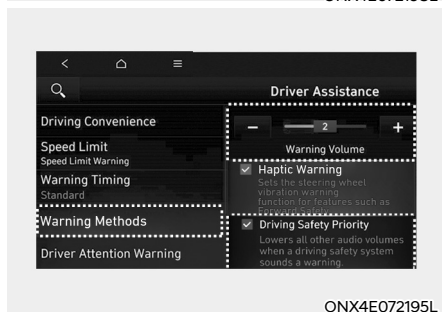 Driver Assistance
Driving Convenience
Speed Limit
Speed Limit Warning
Warning Timing
Standard
Warning Methods
Driver Attention Warning
2
Warning Volume
Haptic Warning
Sets the steering wheel
vibration warning
function for features such as
Driving Safety Priority
Lowers all other audio volumes
when a driving safety system
sounds a warning.
ONX4E072195L